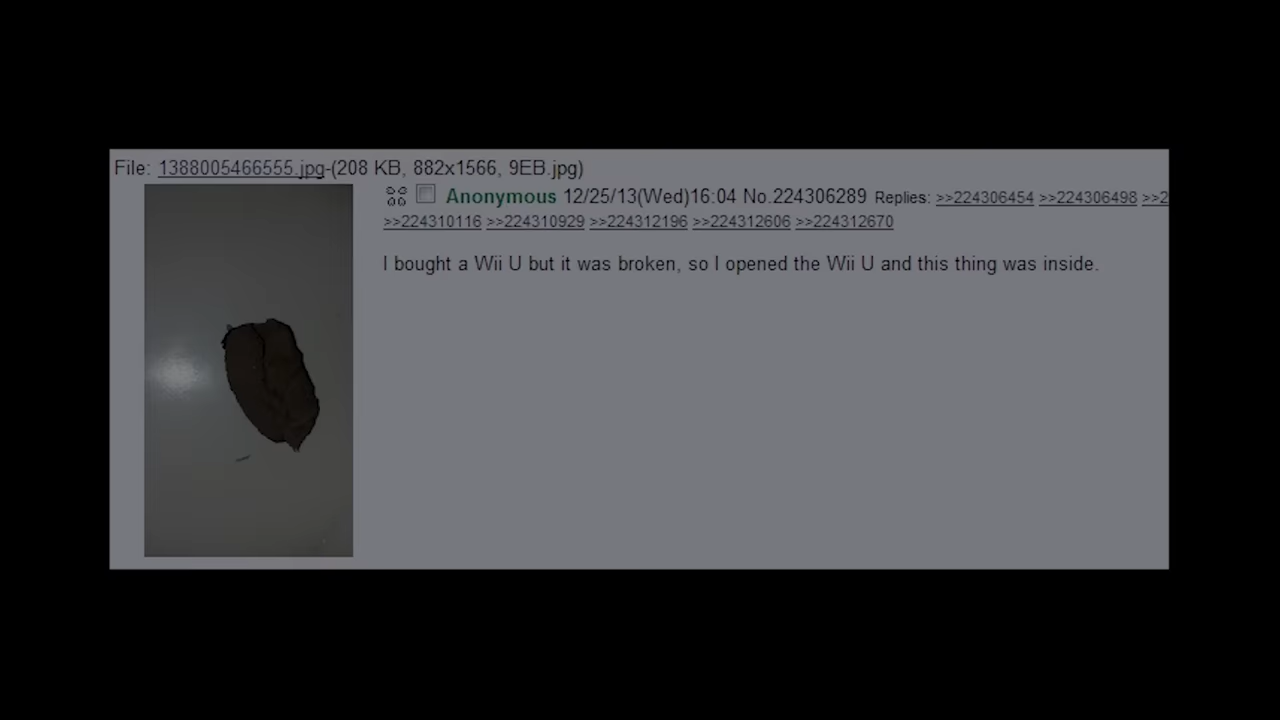 File: 1388005466555.jpg-(208 KB, 882x1566, 9EB.jpg)
Anonymous 12/25/13(Wed)16:04 No.224306289 Replies: >>224306454 >>224306498 >>2
>>224310116 >>224310929 >>224312196 >>224312606 >>224312670
I bought a Wii U but it was broken, so I opened the Wii U and this thing was inside.